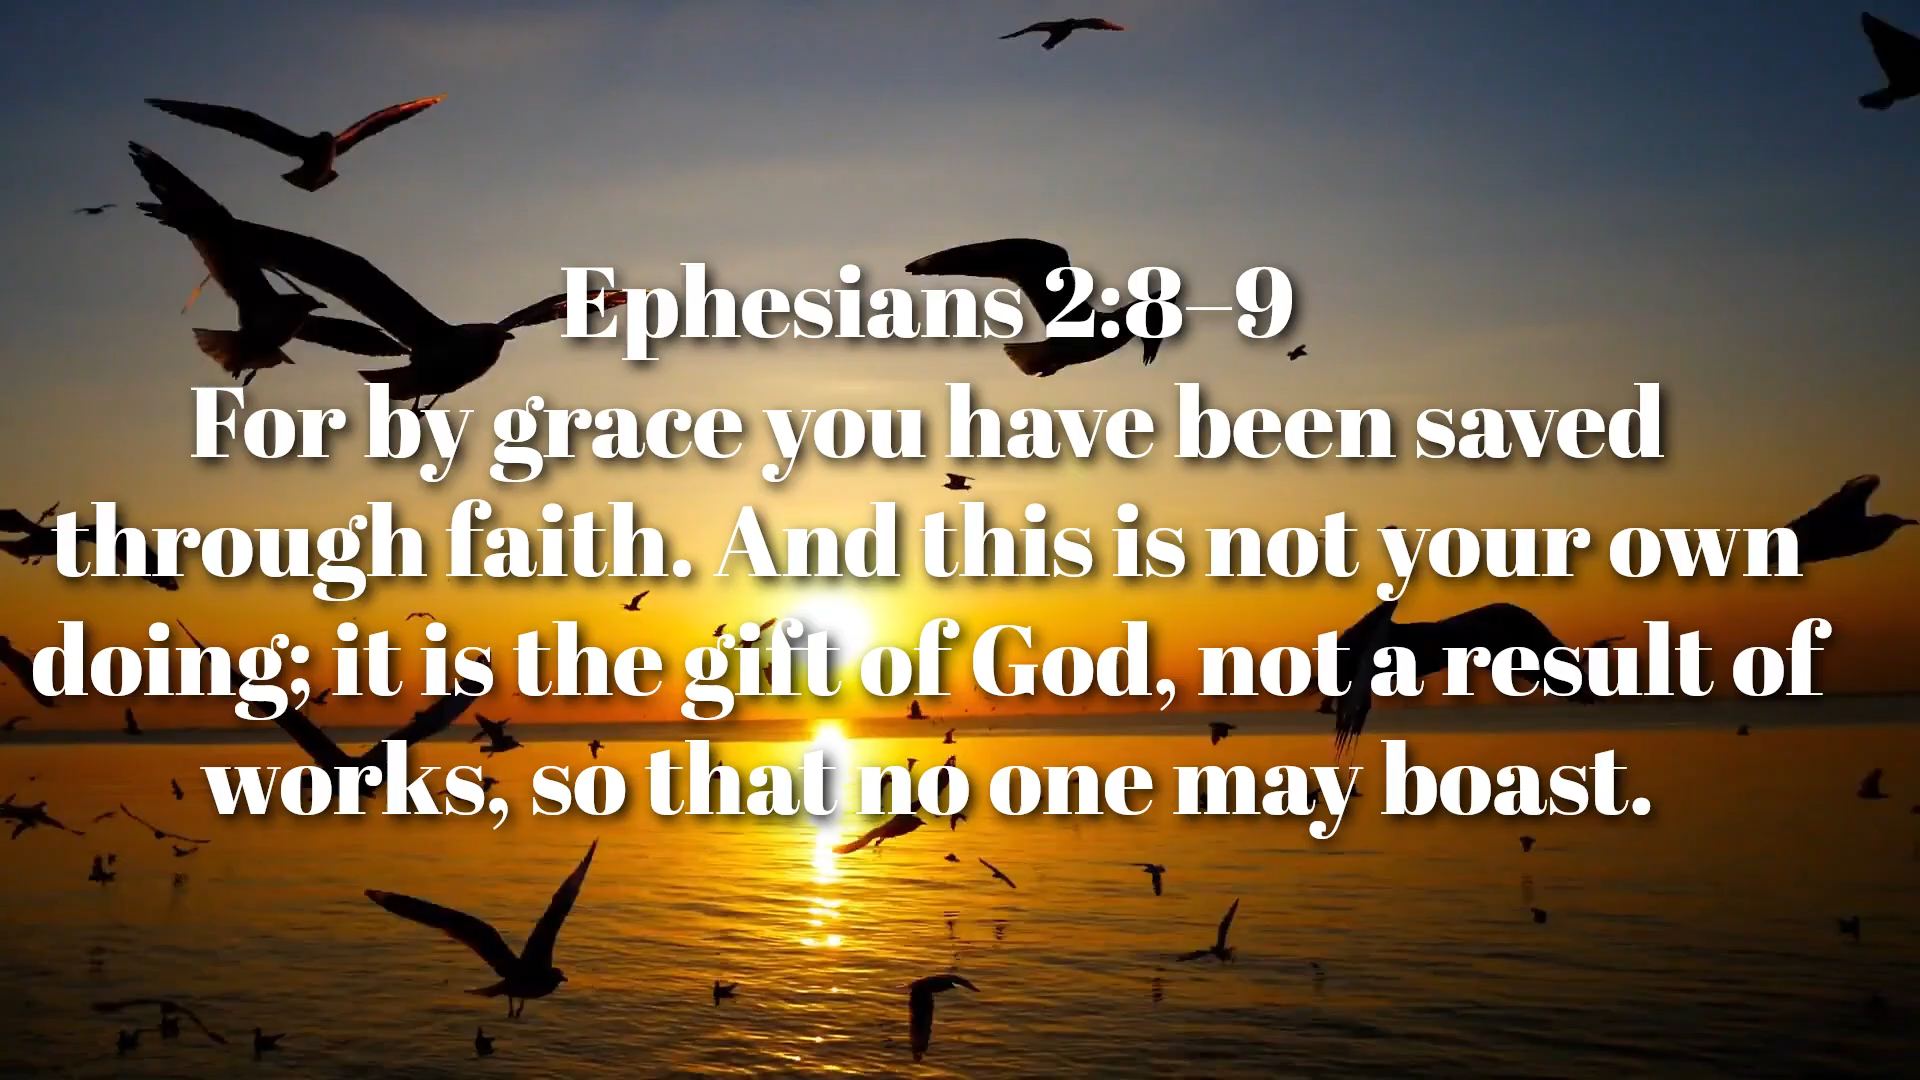 Ephesians 2:8–9
For by grace you have been saved
through faith. And this is not your own
doing; it is the gift of God, not a result of
works, so that no one may boast.